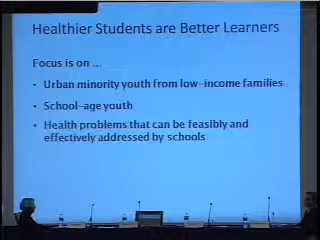 Healthier Students are Better Learners
Focus is on ...
• Urban minority youth from low-income families
• School-age youth
• Health problems that can be feasibly and
effectively addressed by schools